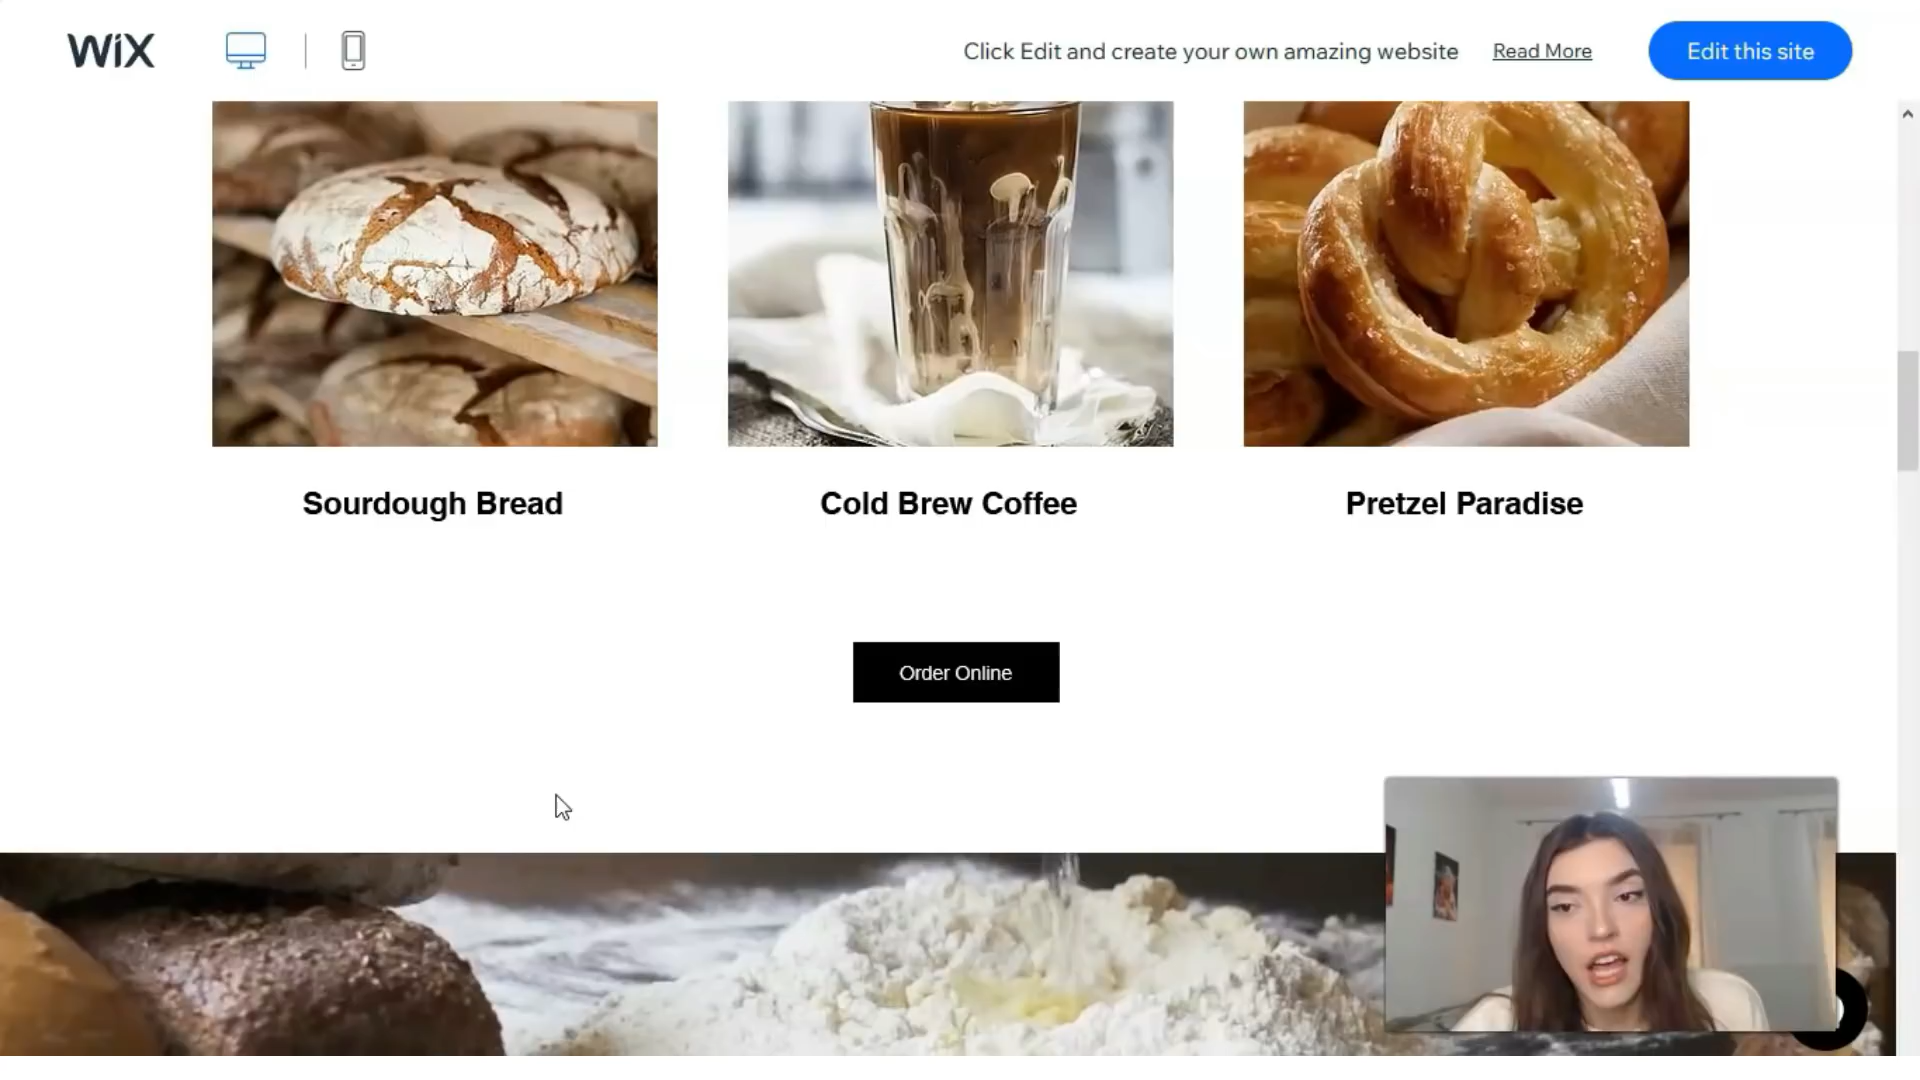 WiX
Click Edit and create your own amazing website
Read More
Edit this site
Sourdough Bread
Cold Brew Coffee
Pretzel Paradise
Order Online